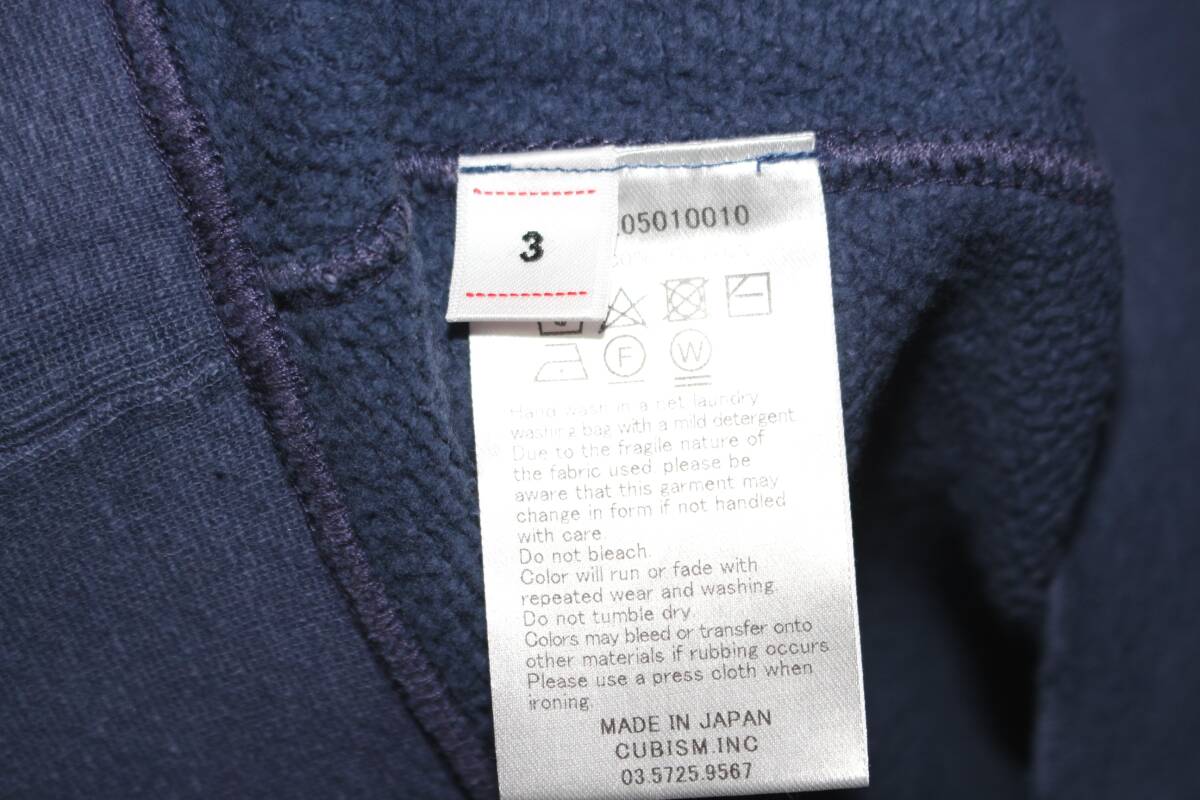 3
05010010
F
W
Hand wash in a net laundry
washing bag with a mild detergent.
Due to the fragile nature of
the fabric used, please be
aware that this garment may
change in form if not handled
with care.
Do not bleach.
Color will run or fade with
repeated wear and washing.
Do not tumble dry.
Colors may bleed or transfer onto
other materials if rubbing occurs
Please use a press cloth when
ironing.
MADE IN JAPAN
CUBISM.INC
03.5725.9567